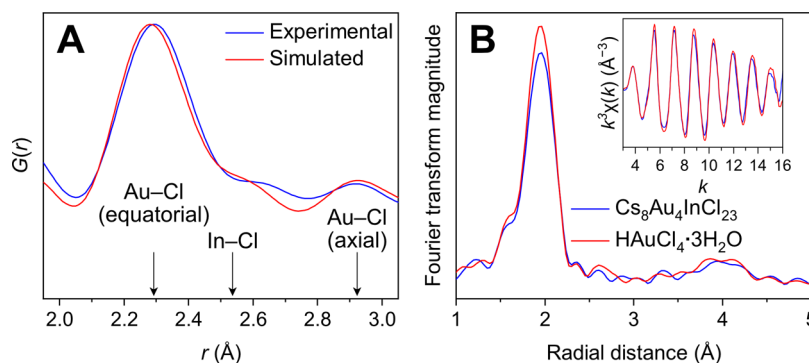 A
Experimental
Simulated
G(r)
Au–Cl
(equatorial)
In–Cl
Au–Cl
(axial)
2.0 2.2 2.4 2.6 2.8 3.0
r (Å)
B
Fourier transform magnitude
k³χ(k) (Å⁻³)
4 6 8 10 12 14 16
k
Cs₈Au₄InCl₂₃
HAuCl₄·3H₂O
1 2 3 4 5
Radial distance (Å)